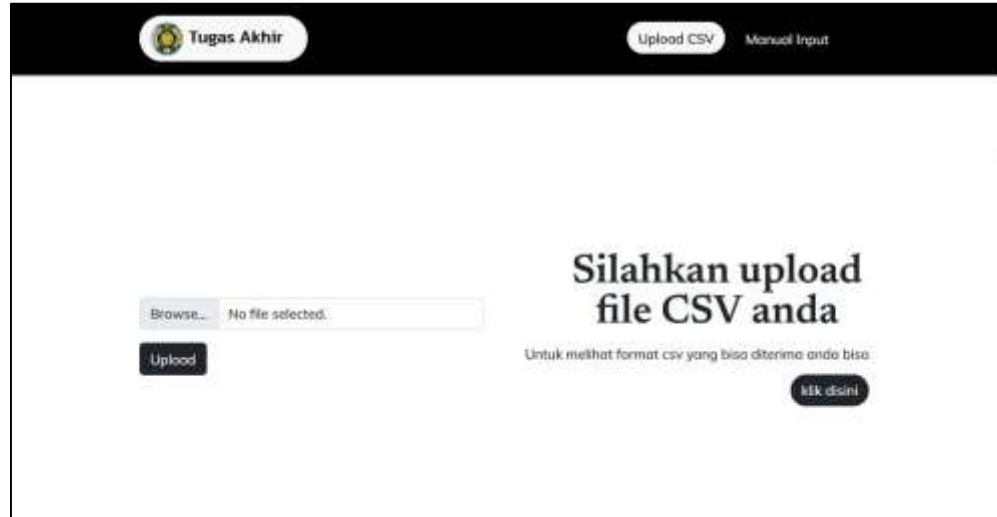 Tugas Akhir
Upload CSV
Manual Input
Browse...
No file selected.
Upload
Silahkan upload
file CSV anda
Untuk melihat format csv yang bisa diterima anda bisa
klik disini